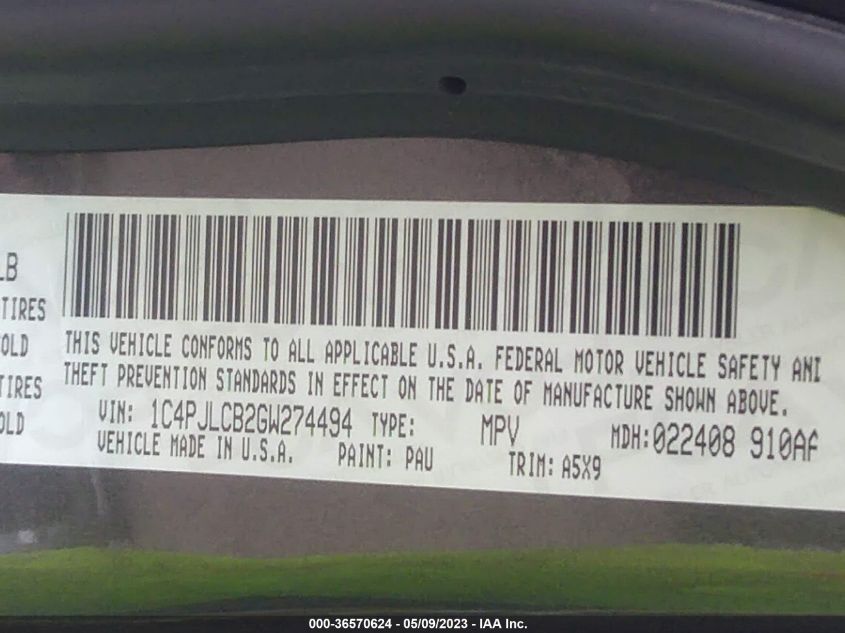 LB
TIRES
OLD
TIRES
OLD
THIS VEHICLE CONFORMS TO ALL APPLICABLE U.S.A. FEDERAL MOTOR VEHICLE SAFETY AND
THEFT PREVENTION STANDARDS IN EFFECT ON THE DATE OF MANUFACTURE SHOWN ABOVE.
VIN: 1C4PJLCB2GW274494 TYPE: MPV MDH:022408 910AF
VEHICLE MADE IN U.S.A. PAINT: PAU TRIM: A5X9
000-36570624 - 05/09/2023 - IAA Inc.